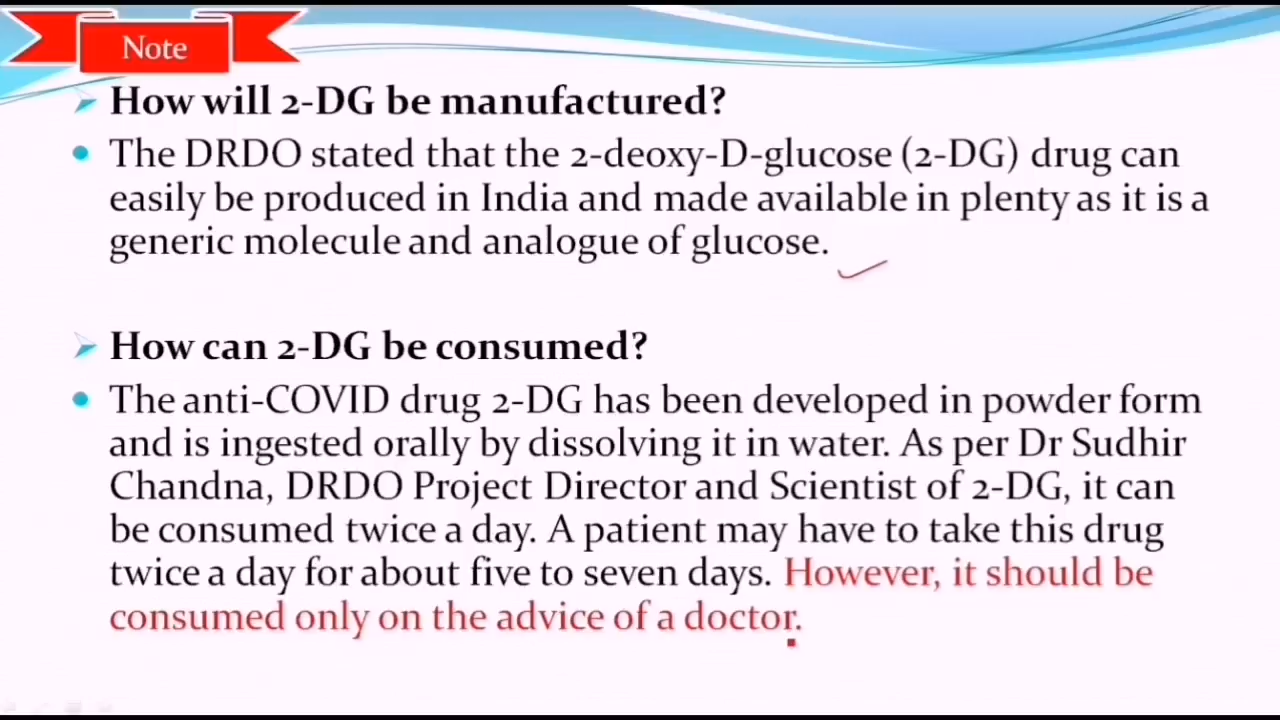 Note
How will 2-DG be manufactured?
The DRDO stated that the 2-deoxy-D-glucose (2-DG) drug can
easily be produced in India and made available in plenty as it is a
generic molecule and analogue of glucose.
How can 2-DG be consumed?
The anti-COVID drug 2-DG has been developed in powder form
and is ingested orally by dissolving it in water. As per Dr Sudhir
Chandna, DRDO Project Director and Scientist of 2-DG, it can
be consumed twice a day. A patient may have to take this drug
twice a day for about five to seven days. However, it should be
consumed only on the advice of a doctor.